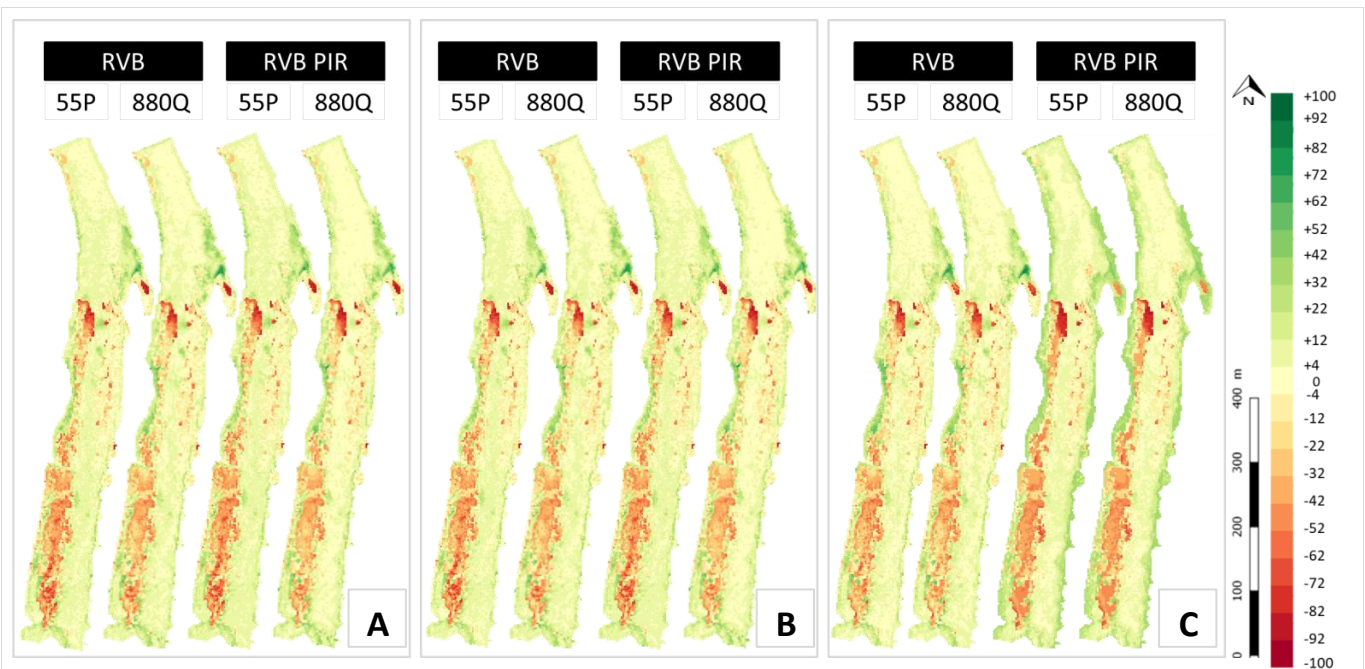 RVB RVB PIR
55P 880Q 55P 880Q
A
RVB RVB PIR
55P 880Q 55P 880Q
B
RVB RVB PIR
55P 880Q 55P 880Q
C
N
+100
+92
+82
+72
+62
+52
+42
+32
+22
+12
+4
0
-4
-12
-22
-32
-42
-52
-62
-72
-82
-92
-100
0 100 200 300 400 m